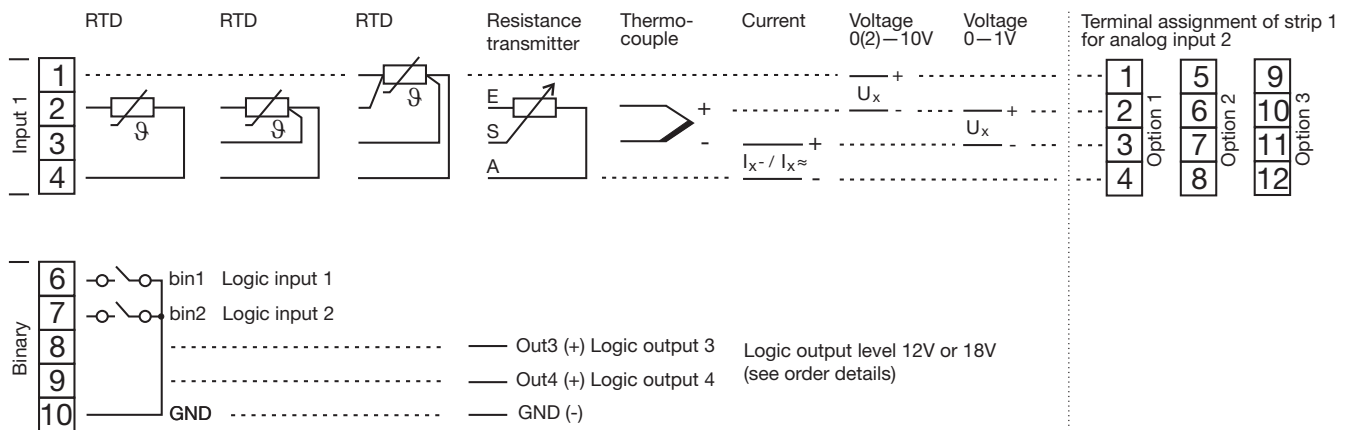 RTD RTD RTD Resistance transmitter Thermo-couple Current Voltage 0(2)—10V Voltage 0—1V Terminal assignment of strip 1 for analog input 2
Input 1
1 + 1 5 9
ϑ ϑ ϑ E + Ux - + 2 6 10
2
S - + Ux - 3 7 11
3
Ix- / Ix≈
4 A - 4 8 12
Option 1 Option 2 Option 3
Binary
6 bin1 Logic input 1
7 bin2 Logic input 2
8 Out3 (+) Logic output 3 Logic output level 12V or 18V
9 Out4 (+) Logic output 4 (see order details)
10 GND GND (-)